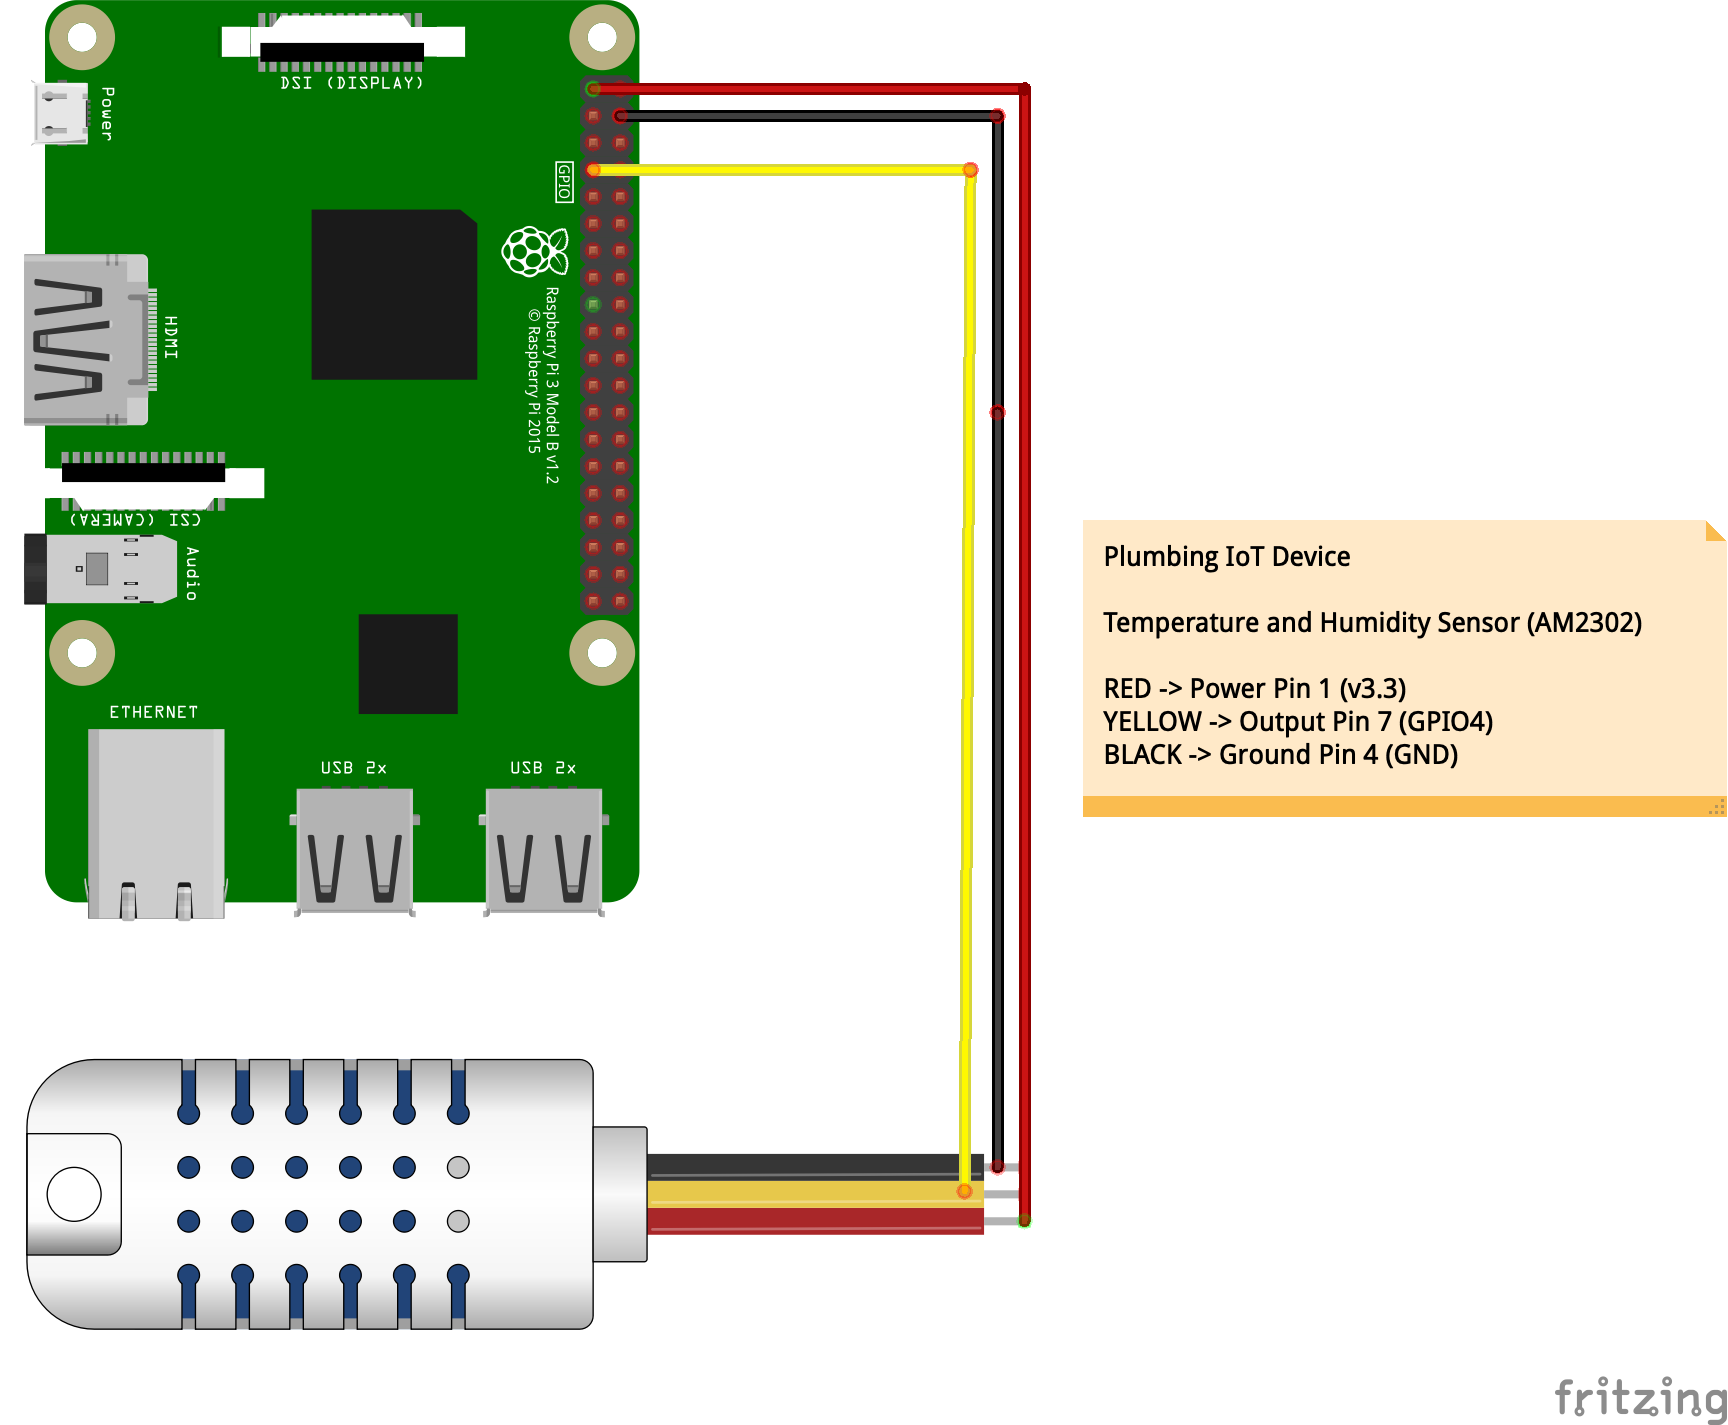 DSI (DISPLAY)
Power
GPIO
Raspberry Pi 3 Model B v1.2
© Raspberry Pi 2015
HDMI
CSI (CAMERA)
Audio
ETHERNET
USB 2x
USB 2x
Plumbing IoT Device
Temperature and Humidity Sensor (AM2302)
RED -> Power Pin 1 (v3.3)
YELLOW -> Output Pin 7 (GPIO4)
BLACK -> Ground Pin 4 (GND)
fritzing